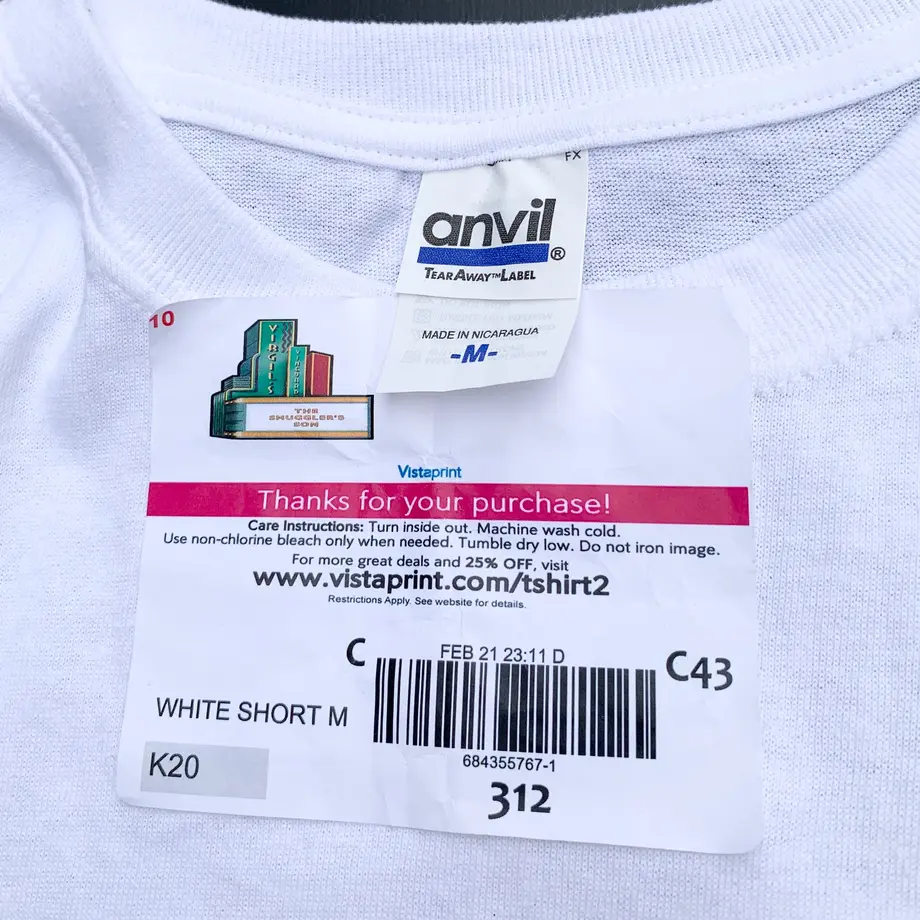 FX
anvil
®
TEARAWAY™LABEL
MADE IN NICARAGUA
-M-
10
VIRGIL'S
VINEYARD
THE
SMUGGLER'S
SON
Vistaprint
Thanks for your purchase!
Care Instructions: Turn inside out. Machine wash cold.
Use non-chlorine bleach only when needed. Tumble dry low. Do not iron image.
For more great deals and 25% OFF, visit
www.vistaprint.com/tshirt2
Restrictions Apply. See website for details.
C
FEB 21 23:11 D
C43
WHITE SHORT M
684355767-1
K20
312